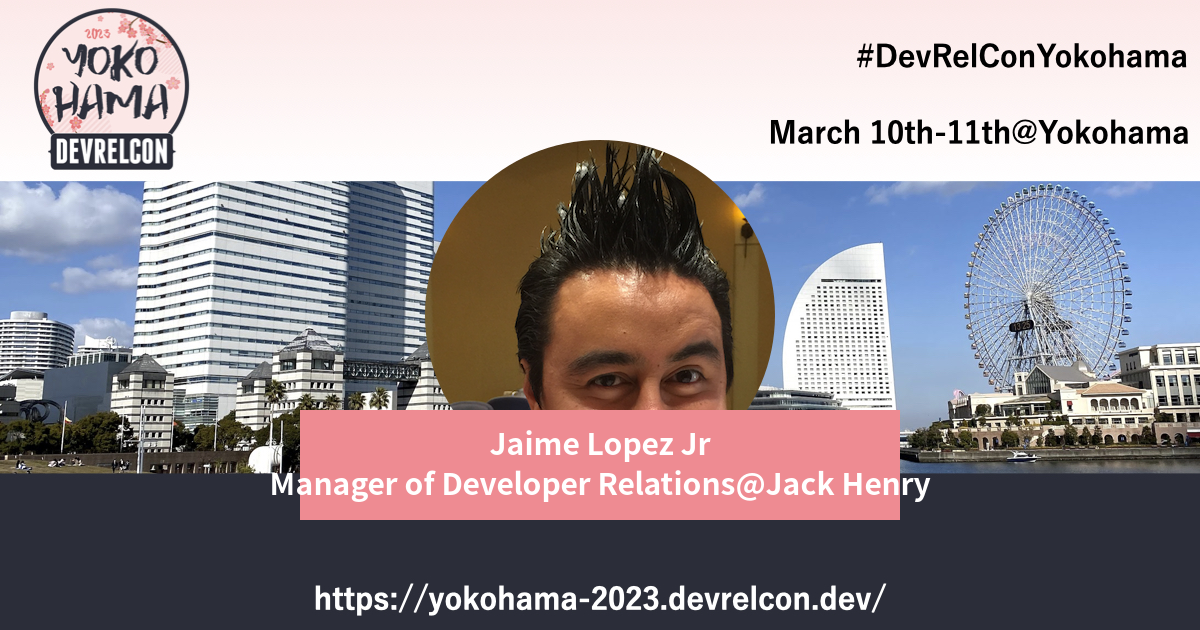 2023
YOKO
HAMA
DEVRELCON
#DevRelConYokohama
March 10th-11th@Yokohama
Jaime Lopez Jr
Manager of Developer Relations@Jack Henry
https://yokohama-2023.devrelcon.dev/